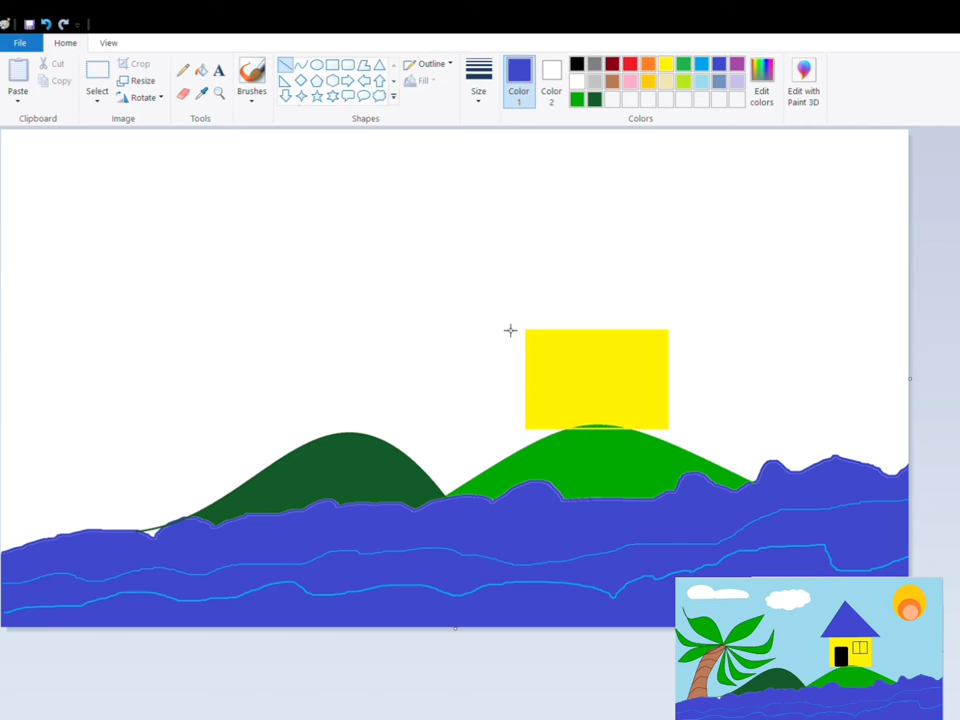 File Home View
Paste
Cut
Copy
Clipboard
Select
Crop
Resize
Rotate
Image
Tools
Brushes
Outline
Fill
Shapes
Size
Color
1
Color
2
Edit
colors
Colors
Edit with
Paint 3D